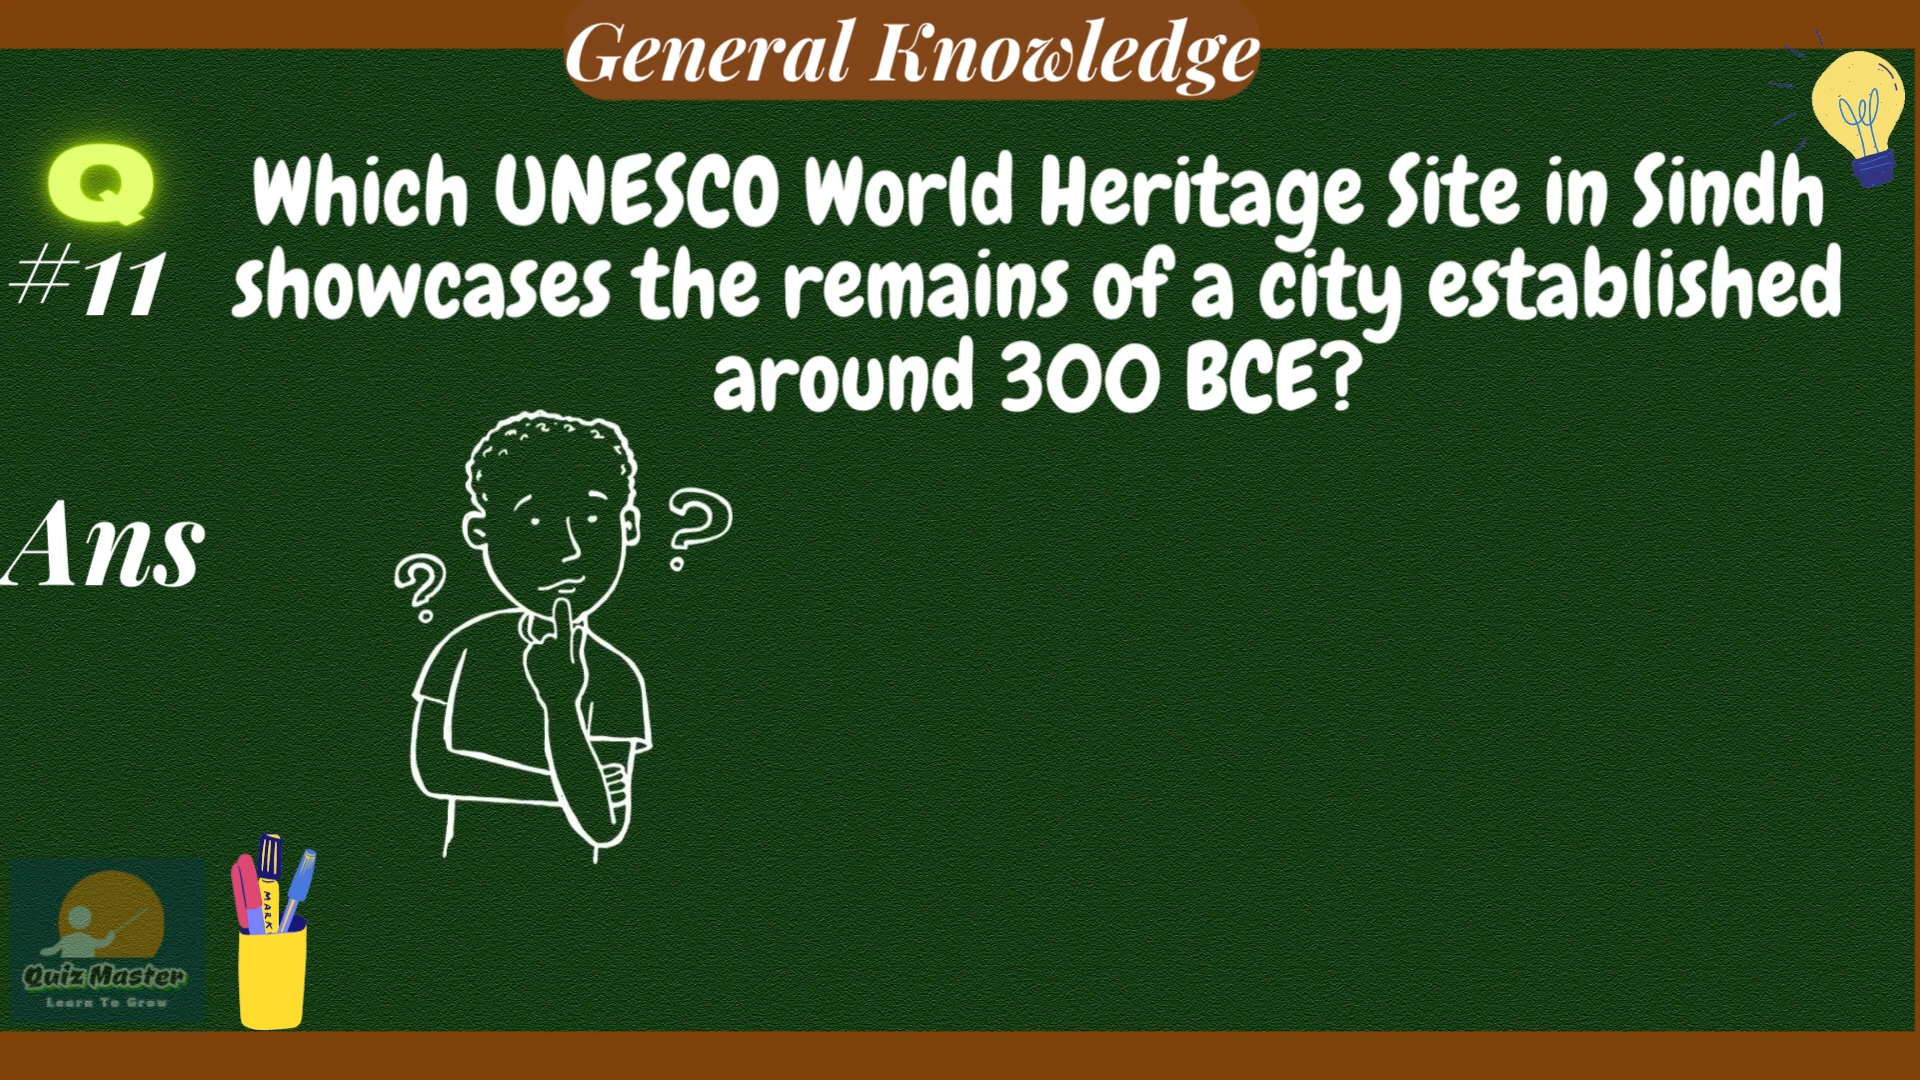 General Knowledge
Q
#11
Which UNESCO World Heritage Site in Sindh
showcases the remains of a city established
around 300 BCE?
Ans
? ?
MARK
Quiz Master
Learn To Grow